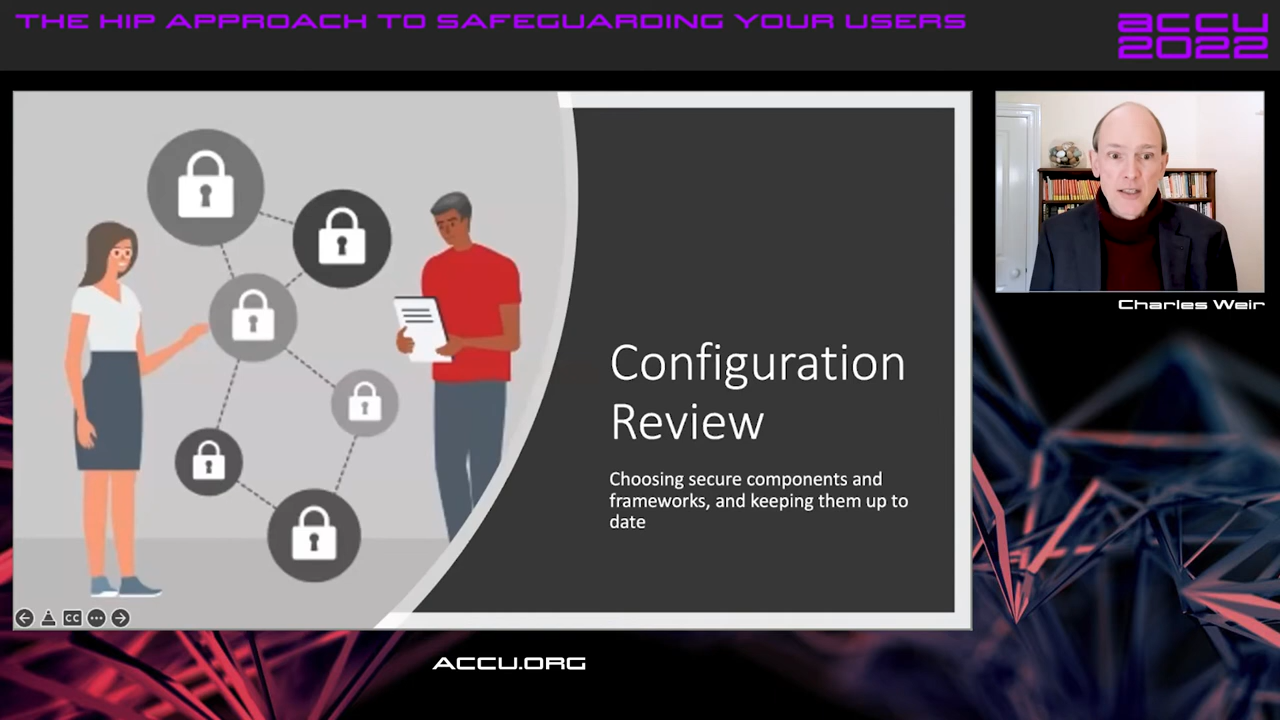 THE HIP APPROACH TO SAFEGUARDING YOUR USERS
accu
2022
Configuration
Review
Choosing secure components and
frameworks, and keeping them up to
date
CC
Charles Weir
ACCU.ORG